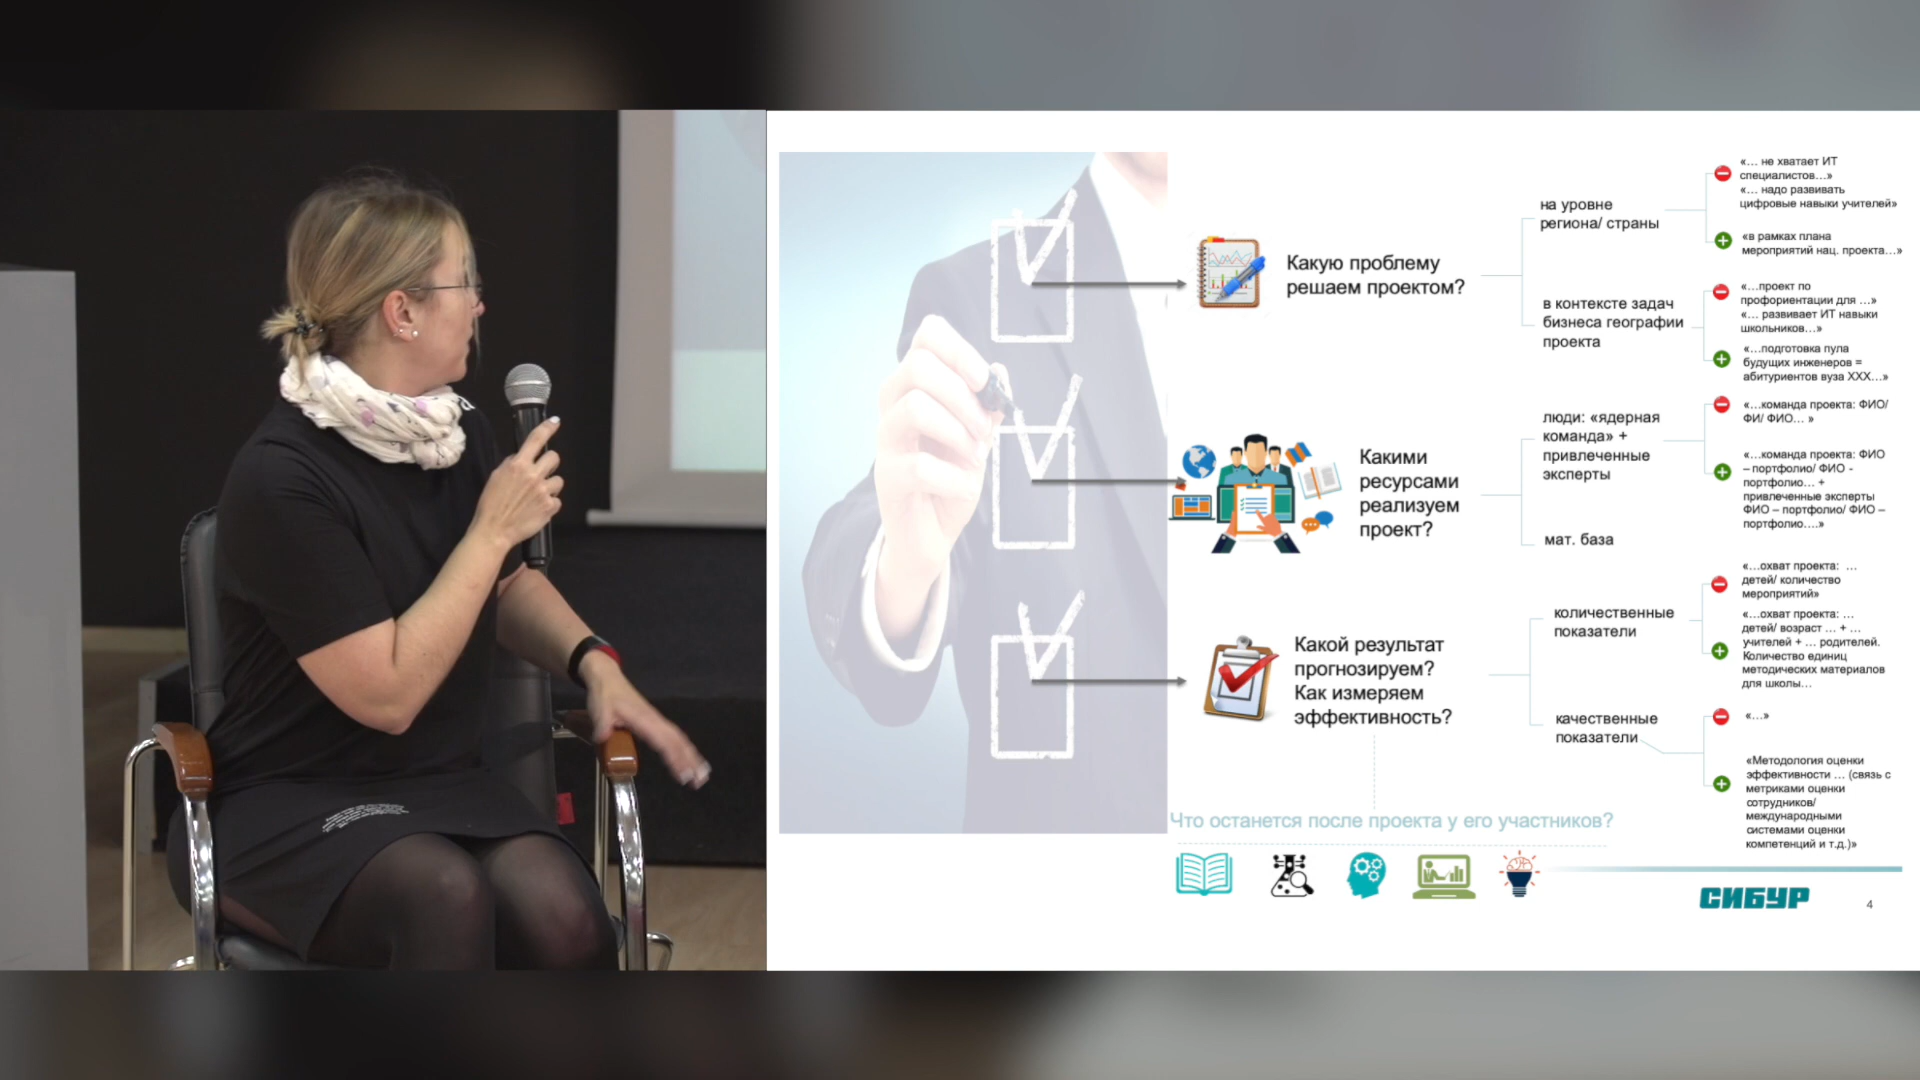 Какую проблему
решаем проектом?
на уровне
региона/ страны
«… не хватает ИТ
специалистов…»
«… надо развивать
цифровые навыки учителей»
«в рамках плана
мероприятий нац. проекта…»
в контексте задач
бизнеса географии
проекта
«…проект по
профориентации для …»
«… развивает ИТ навыки
школьников…»
«…подготовка пула
будущих инженеров =
абитуриентов вуза ХХХ…»
Какими
ресурсами
реализуем
проект?
люди: «ядерная
команда» +
привлеченные
эксперты
«…команда проекта: ФИО/
ФИ/ ФИО… »
«…команда проекта: ФИО
– портфолио/ ФИО -
портфолио… +
привлеченные эксперты
ФИО – портфолио/ ФИО –
портфолио….»
мат. база
Какой результат
прогнозируем?
Как измеряем
эффективность?
количественные
показатели
«…охват проекта: …
детей/ количество
мероприятий»
«…охват проекта: …
детей/ возраст … + …
учителей + … родителей.
Количество единиц
методических материалов
для школы…
качественные
показатели
«…»
«Методология оценки
эффективности … (связь с
метриками оценки
сотрудников/
международными
системами оценки
компетенций и т.д.)»
Что останется после проекта у его участников?
СИБУР
4